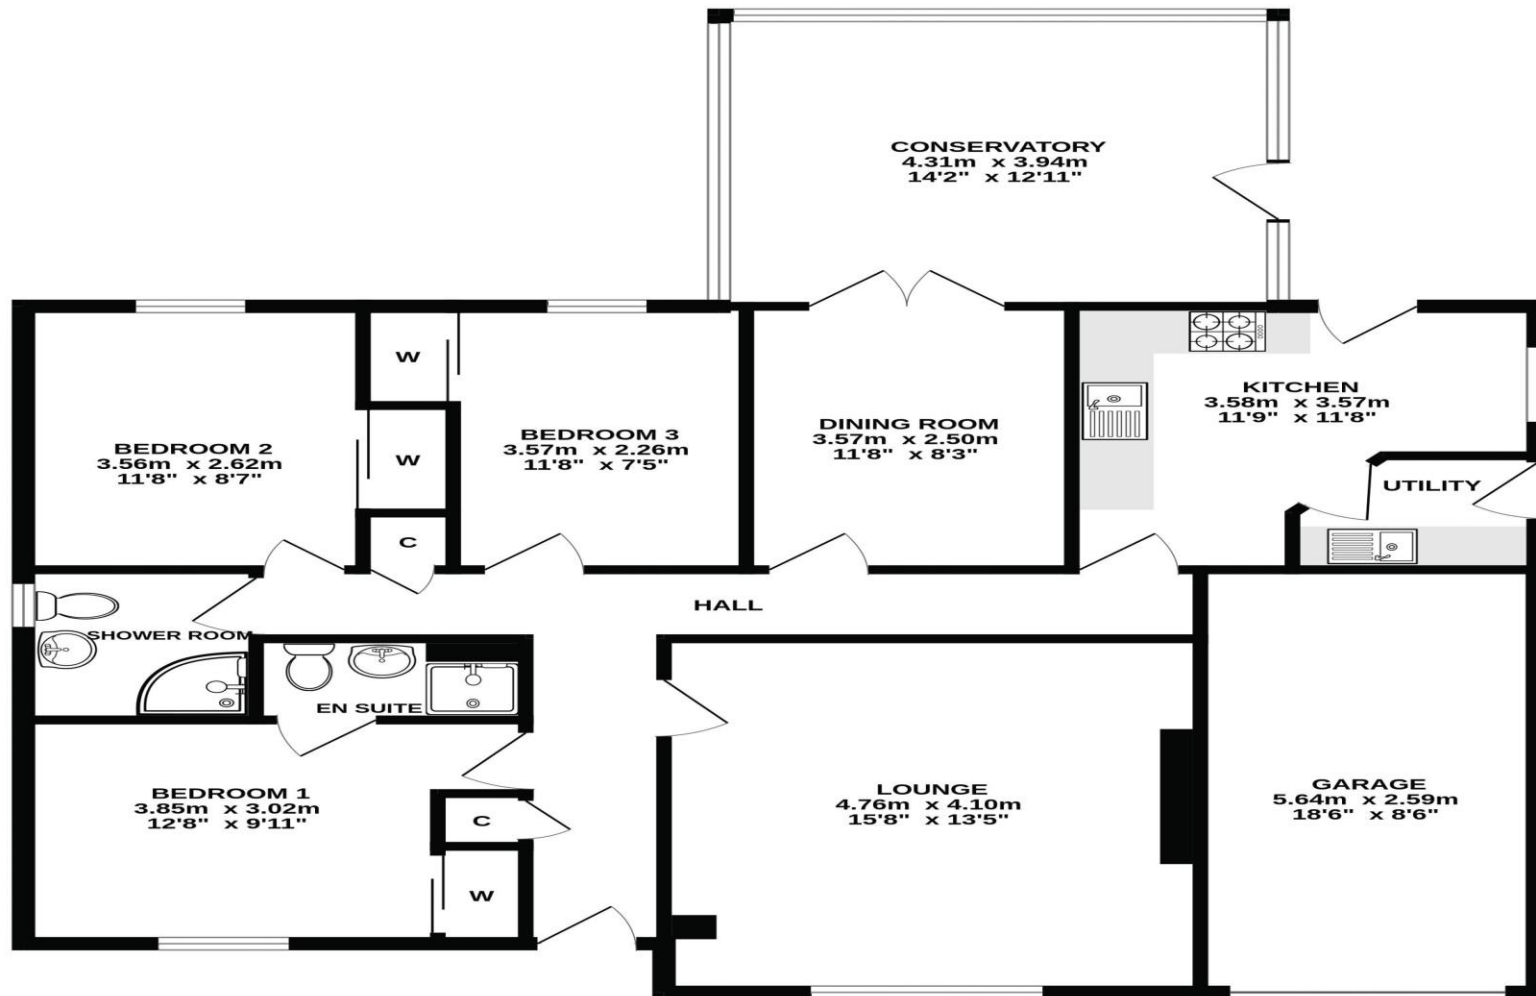 CONSERVATORY
4.31m x 3.94m
14'2" x 12'11"
W
W
C
BEDROOM 2
3.56m x 2.62m
11'8" x 8'7"
BEDROOM 3
3.57m x 2.26m
11'8" x 7'5"
DINING ROOM
3.57m x 2.50m
11'8" x 8'3"
KITCHEN
3.58m x 3.57m
11'9" x 11'8"
UTILITY
HALL
SHOWER ROOM
EN SUITE
BEDROOM 1
3.85m x 3.02m
12'8" x 9'11"
C
W
LOUNGE
4.76m x 4.10m
15'8" x 13'5"
GARAGE
5.64m x 2.59m
18'6" x 8'6"